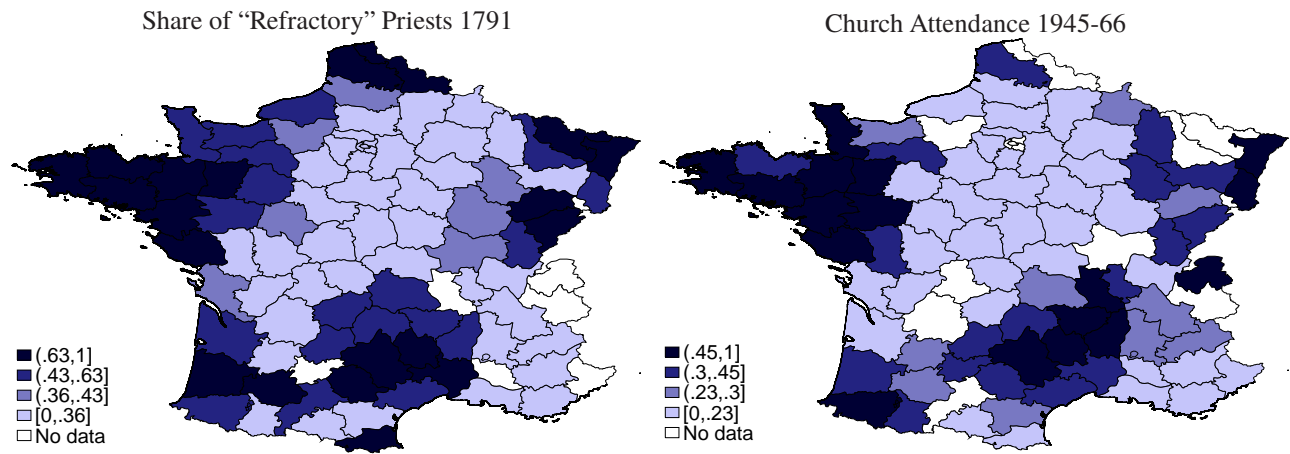 Share of “Refractory” Priests 1791
(.63,1]
(.43,.63]
(.36,.43]
[0,.36]
No data
Church Attendance 1945-66
(.45,1]
(.3,.45]
(.23,.3]
[0,.23]
No data